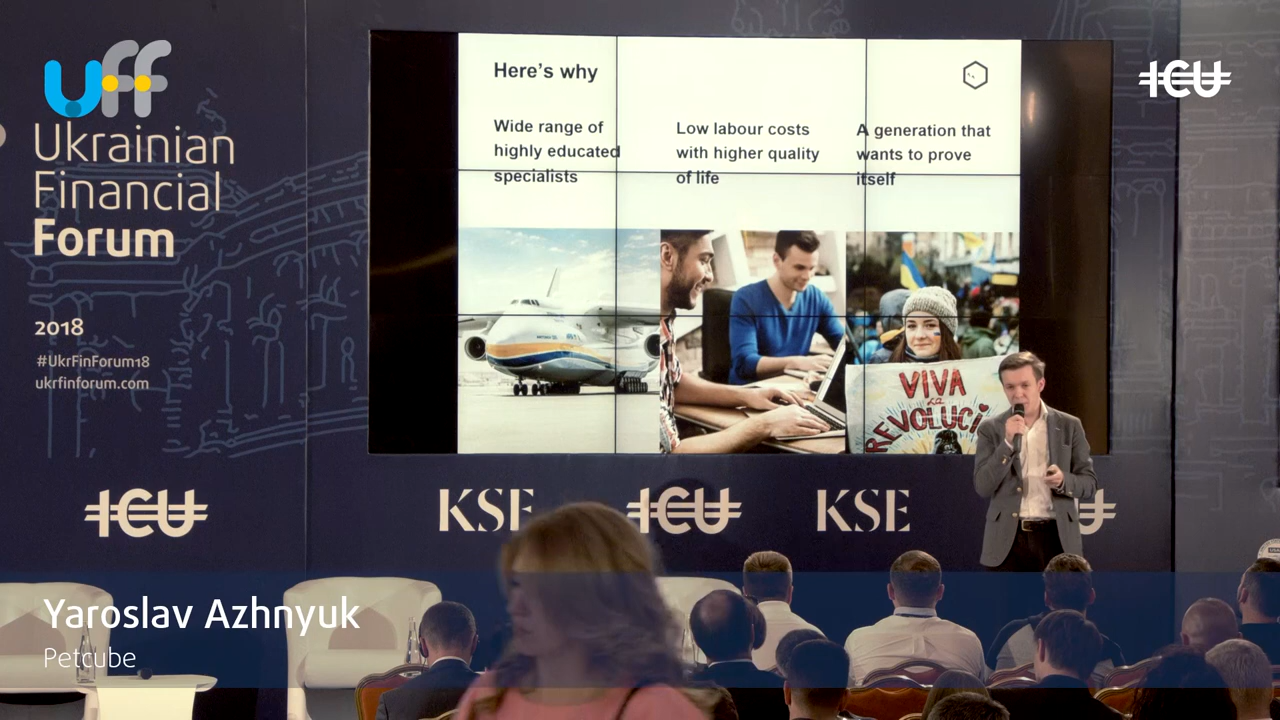 uff
Ukrainian
Financial
Forum
2018
#UkrFinForum18
ukrfinforum.com
ICU
Here's why
Wide range of
highly educated
specialists
Low labour costs
with higher quality
of life
A generation that
wants to prove
itself
VIVA
La
REVOLUCI
ICU
KSE
ICU
KSE
Yaroslav Azhnyuk
Petcube